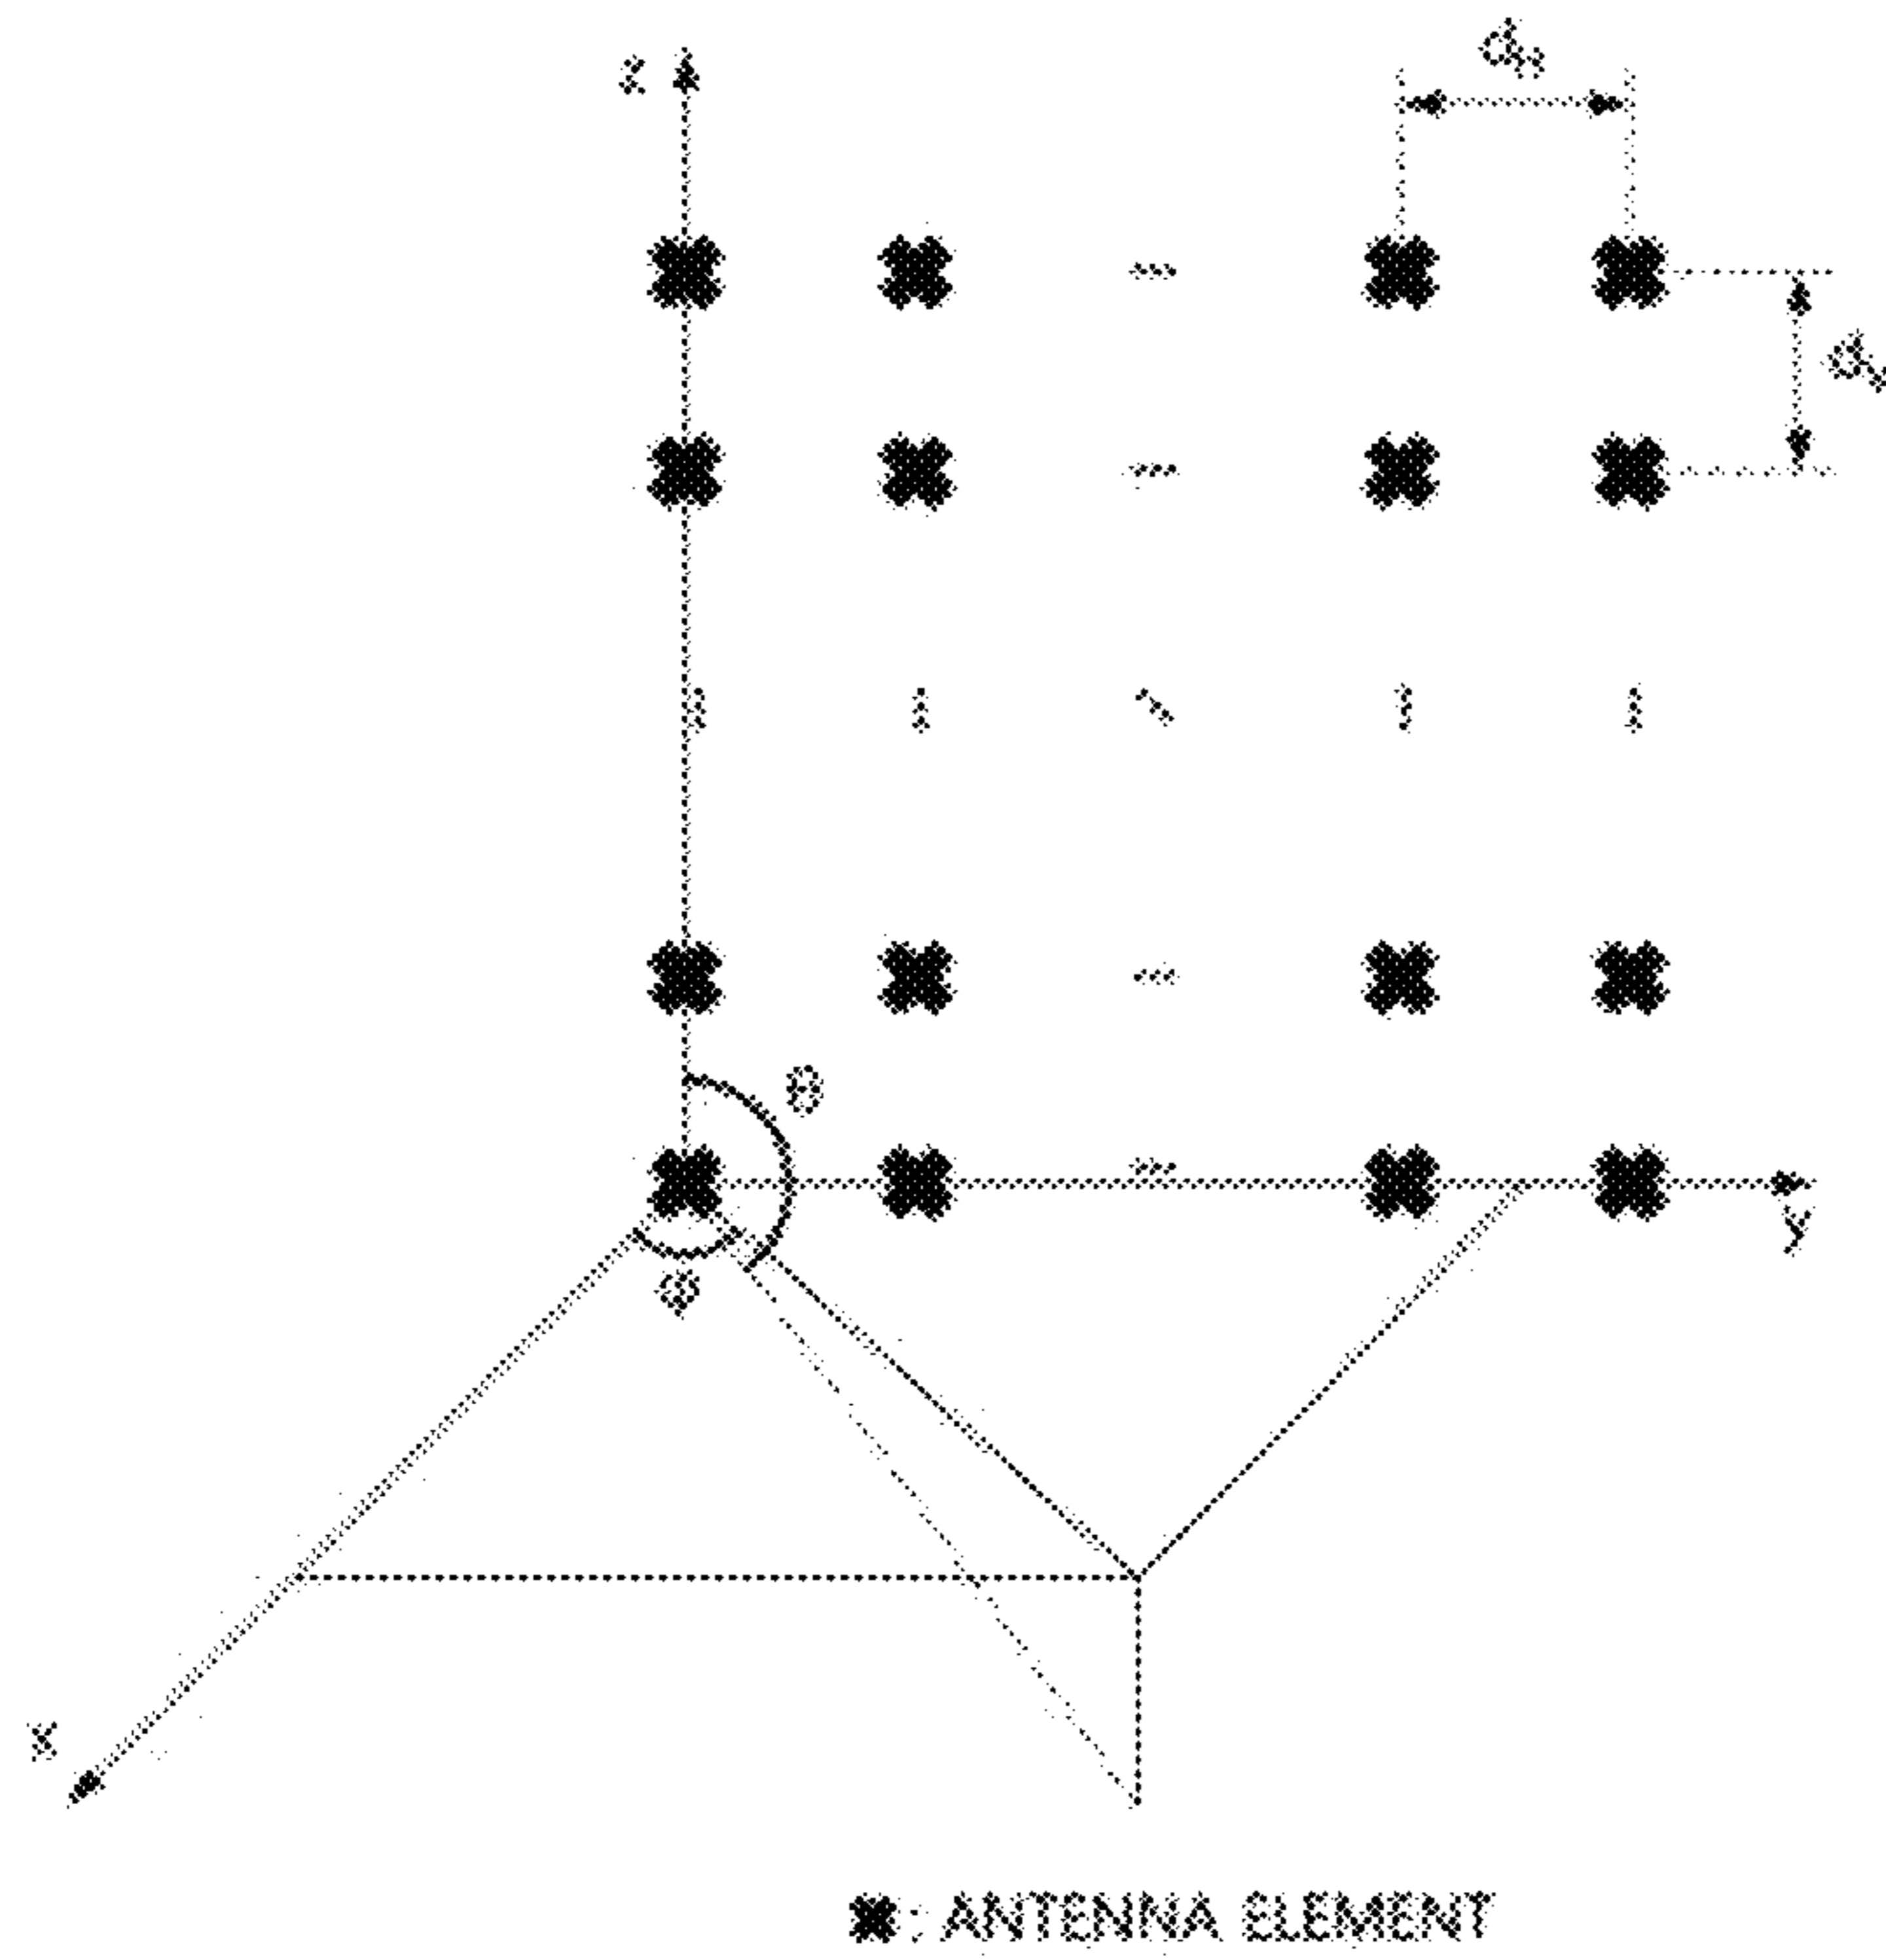 z
d_h
d_v
θ
y
Φ
x
: ANTENNA ELEMENT